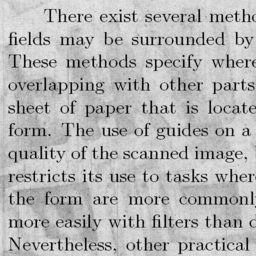 There exist several metho
fields may be surrounded by
These methods specify where
overlapping with other parts
sheet of paper that is locate
form. The use of guides on a
quality of the scanned image,
restricts its use to tasks wher
the form are more commonly
more easily with filters than d
Nevertheless, other practical